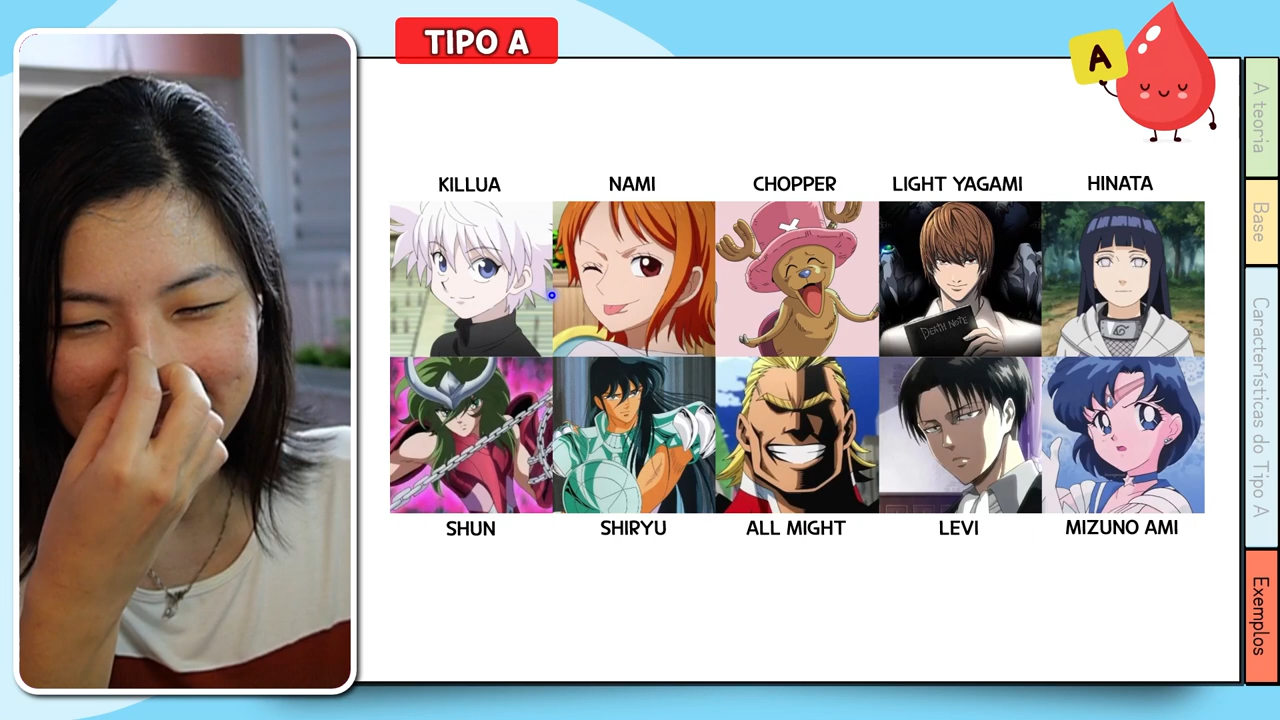 TIPO A
A
KILLUA
NAMI
CHOPPER
LIGHT YAGAMI
HINATA
DEATH NOTE
SHUN
SHIRYU
ALL MIGHT
LEVI
MIZUNO AMI
A teoria
Base
Características do Tipo A
Exemplos